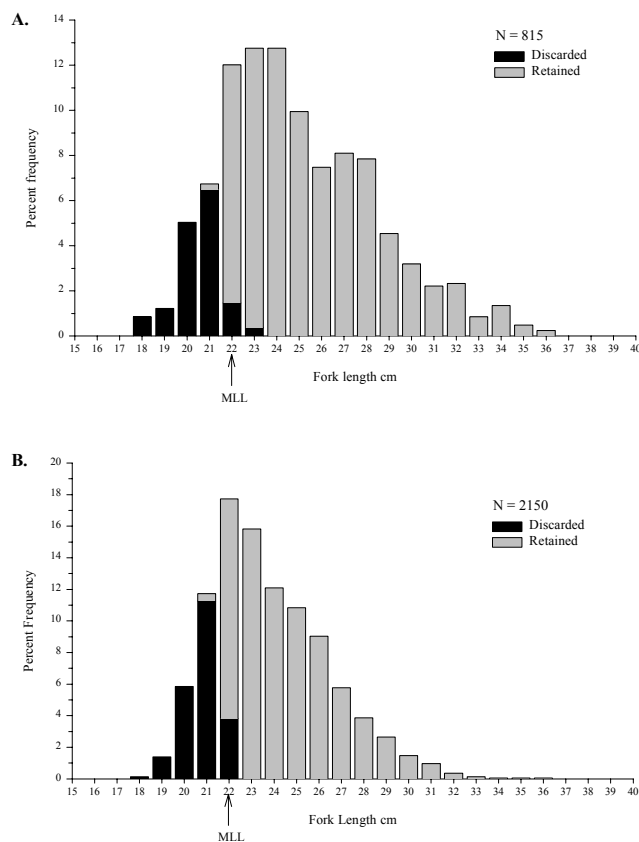 A.
N = 815
Discarded
Retained
Percent frequency
14
12
10
8
6
4
2
0
15 16 17 18 19 20 21 22 23 24 25 26 27 28 29 30 31 32 33 34 35 36 37 38 39 40
Fork length cm
MLL
B.
N = 2150
Discarded
Retained
Percent Frequency
20
18
16
14
12
10
8
6
4
2
0
15 16 17 18 19 20 21 22 23 24 25 26 27 28 29 30 31 32 33 34 35 36 37 38 39 40
Fork Length cm
MLL